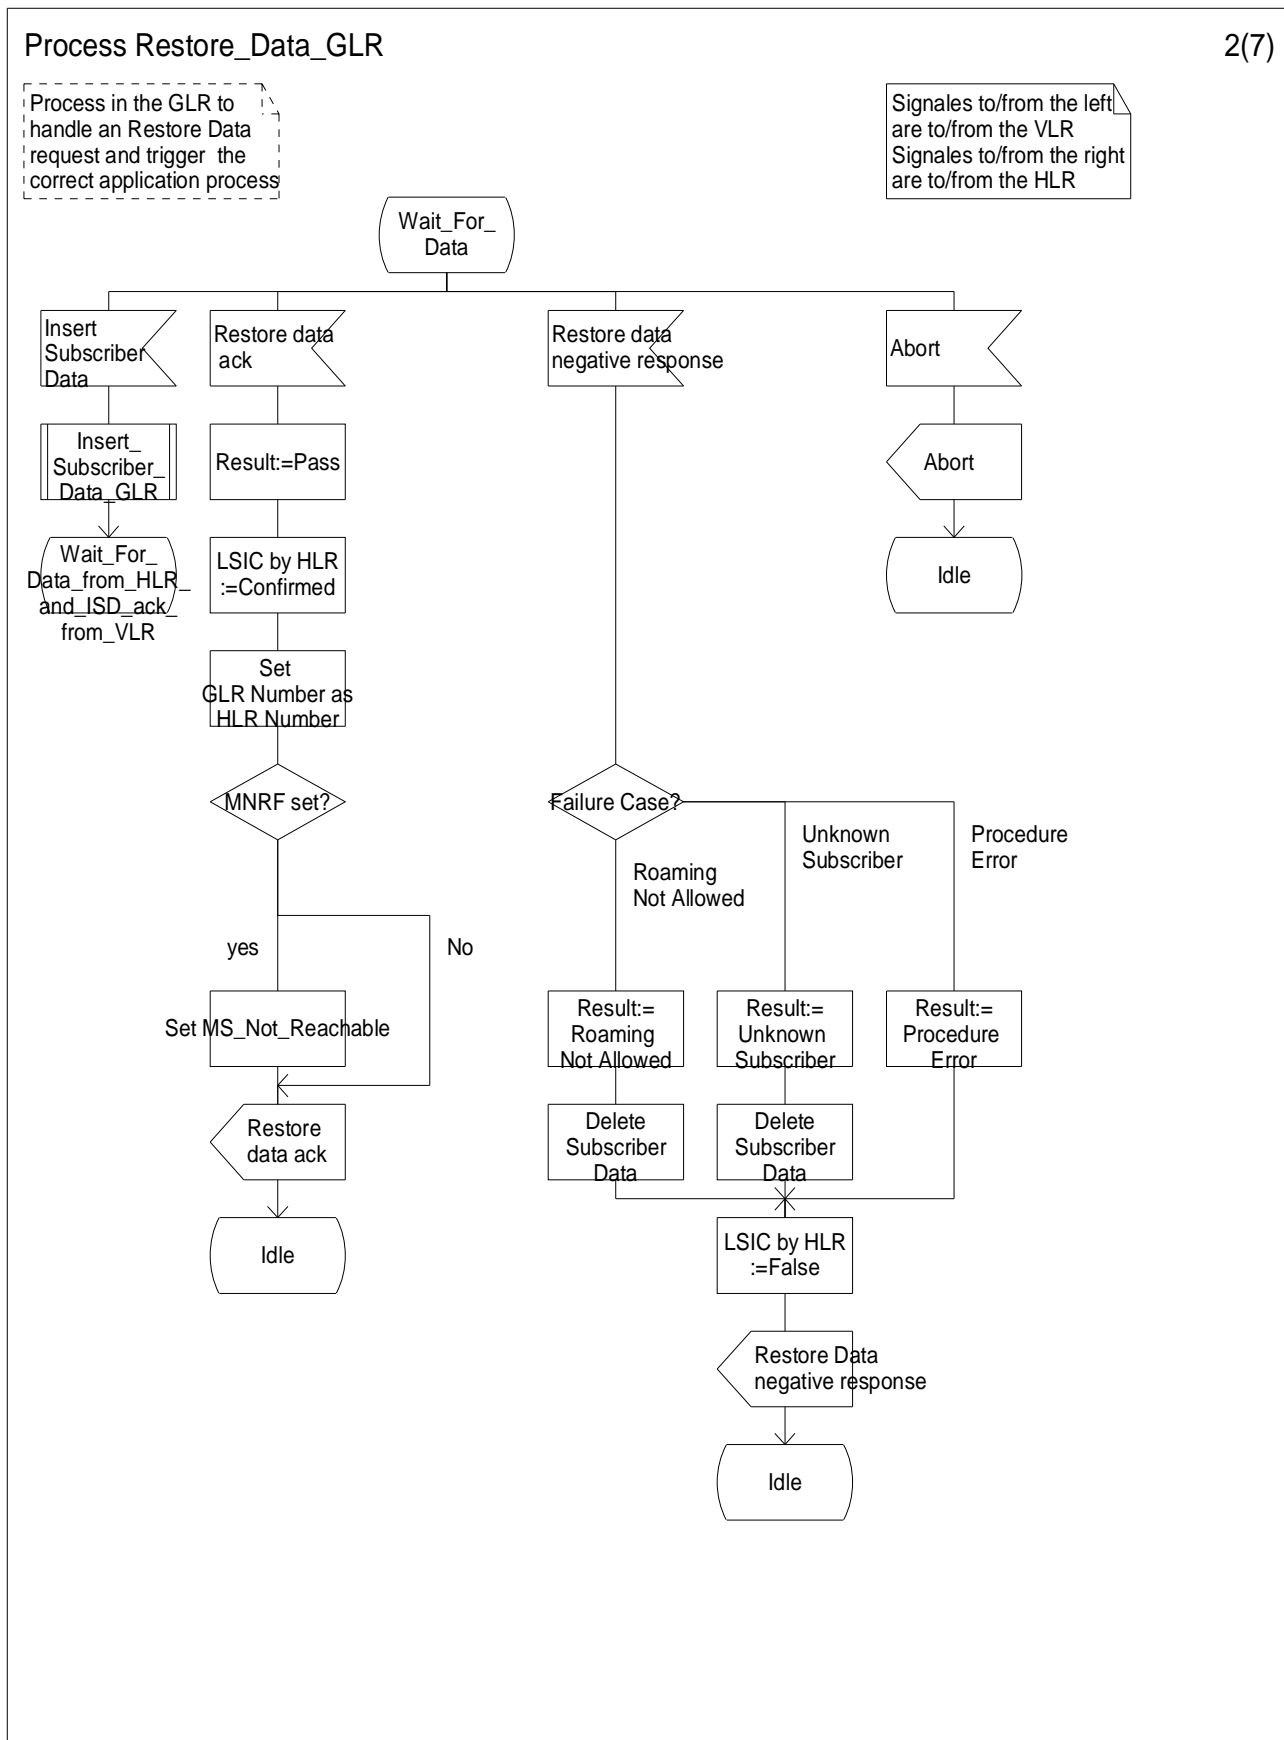 Process Restore_Data_GLR
2(7)
Process in the GLR to
handle an Restore Data
request and trigger the
correct application process
Signales to/from the left
are to/from the VLR
Signales to/from the right
are to/from the HLR
Wait_For_
Data
Insert
Subscriber
Data
Restore data
ack
Restore data
negative response
Abort
Insert_
Subscriber_
Data_GLR
Result:=Pass
Abort
Wait_For_
Data_from_HLR_
and_ISD_ack_
from_VLR
LSIC by HLR
:=Confirmed
Idle
Set
GLR Number as
HLR Number
MNRF set?
Failure Case?
Unknown
Subscriber
Procedure
Error
Roaming
Not Allowed
yes
No
Set MS_Not_Reachable
Result:=
Roaming
Not Allowed
Result:=
Unknown
Subscriber
Result:=
Procedure
Error
Restore
data ack
Delete
Subscriber
Data
Delete
Subscriber
Data
Idle
LSIC by HLR
:=False
Restore Data
negative response
Idle